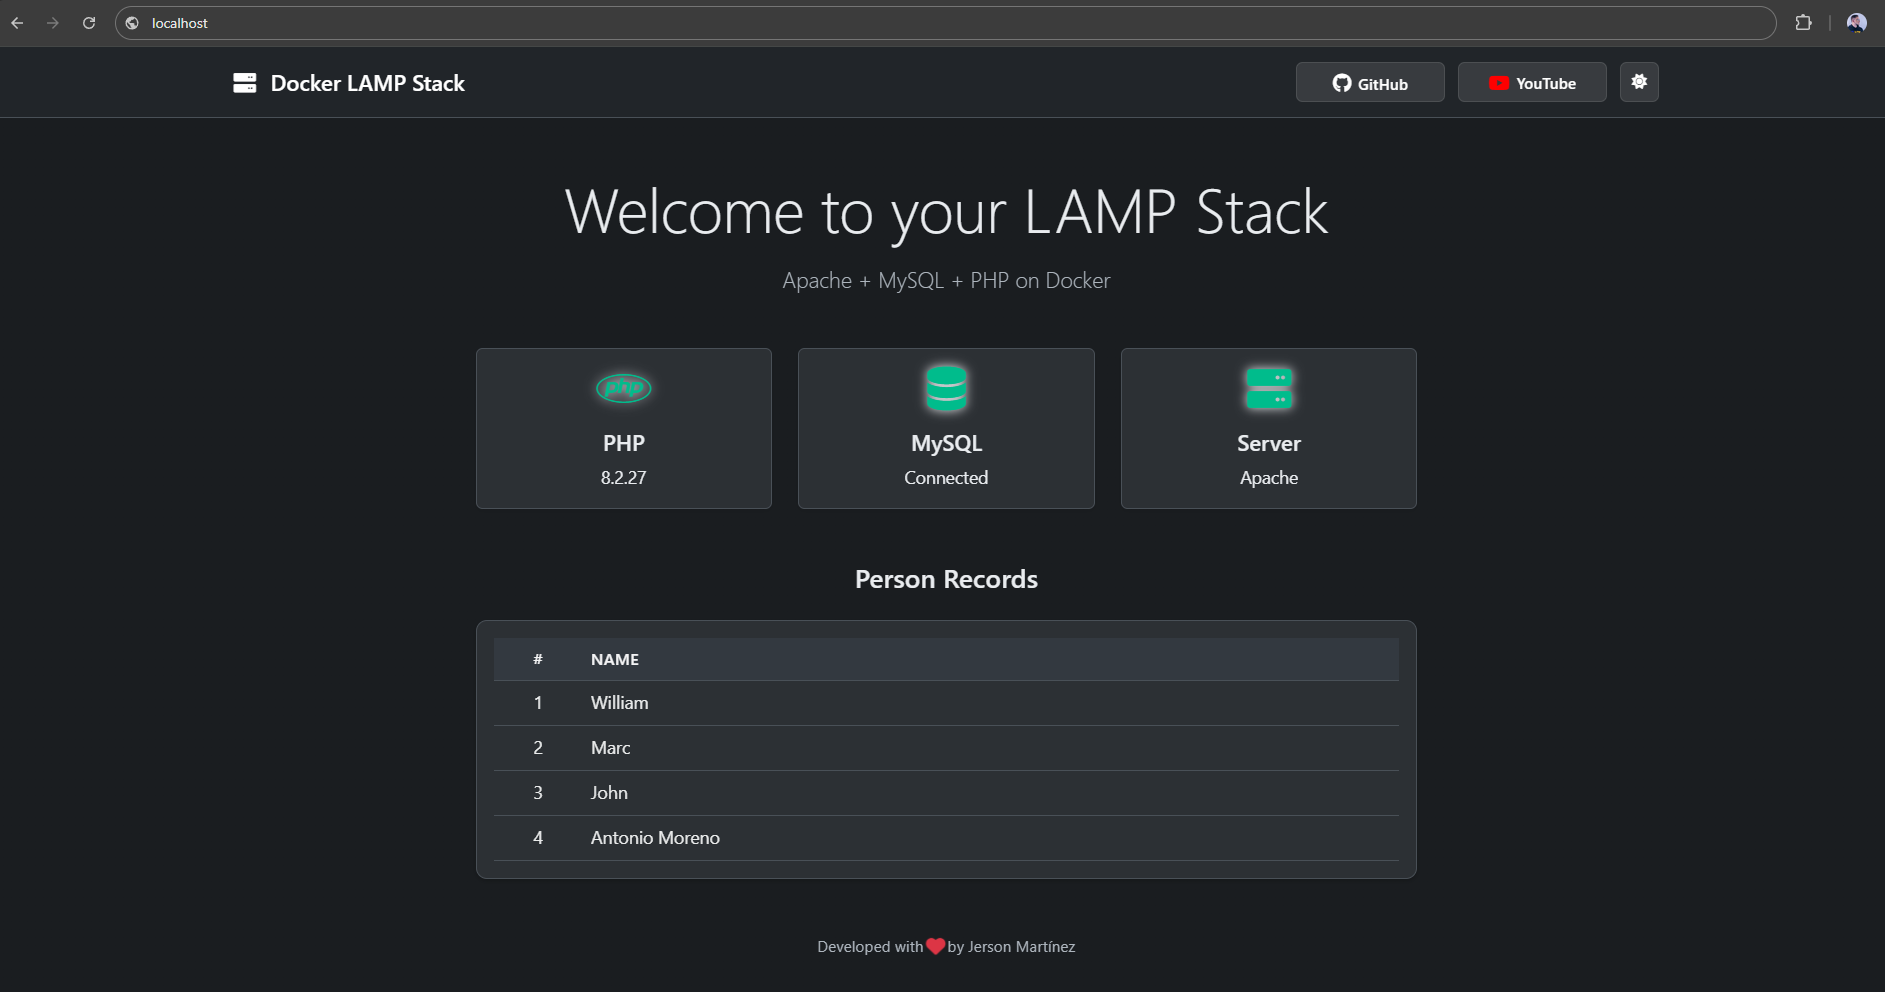 localhost
Docker LAMP Stack
GitHub
YouTube
Welcome to your LAMP Stack
Apache + MySQL + PHP on Docker
php
PHP
8.2.27
MySQL
Connected
Server
Apache
Person Records
# NAME
1 William
2 Marc
3 John
4 Antonio Moreno
Developed with ❤ by Jerson Martínez